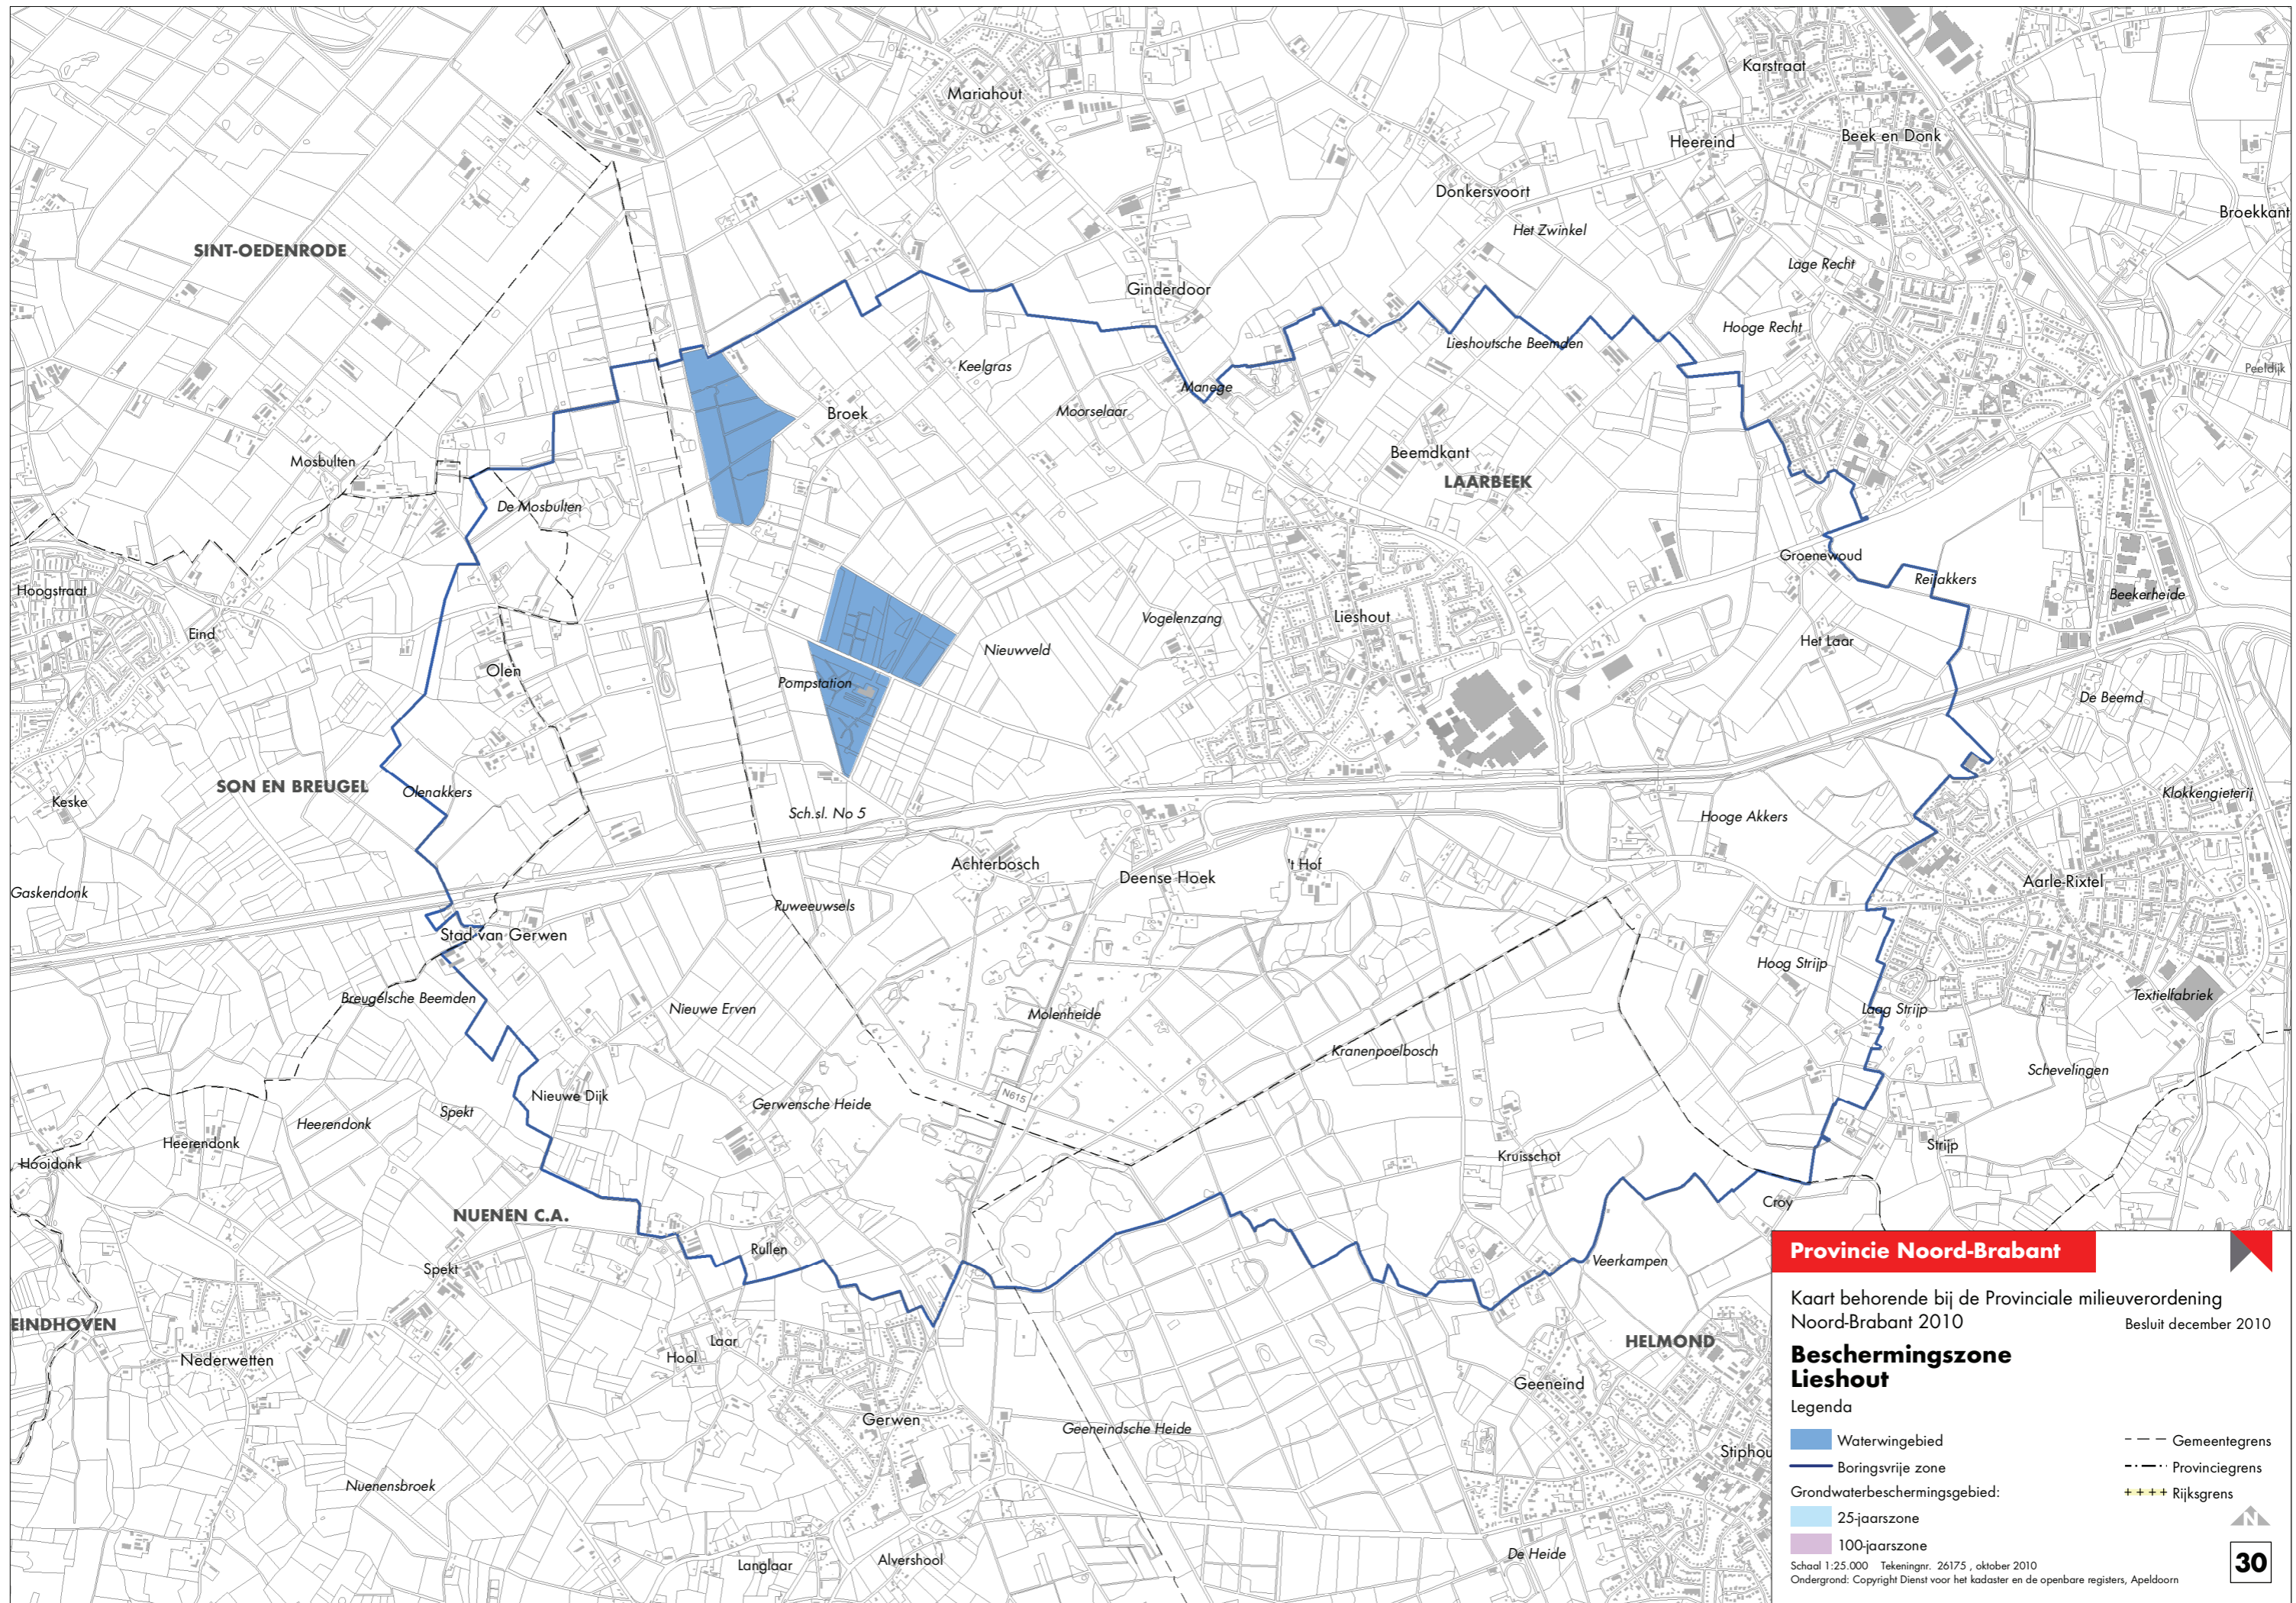 Karstraat
Mariahout
Beek en Donk
Heereind
Donkersvoort
Broekkant
Het Zwinkel
SINT-OEDENRODE
Lage Recht
Ginderdoor
Hooge Recht
Lieshoutsche Beemden
Keelgras
Peeldijk
Manege
Broek
Moorselaar
Beemdkant
Mosbulten
LAARBEEK
De Mosbulten
Groenewoud
Reijakkers
Hoogstraat
Beekerheide
Eind
Vogelenzang
Lieshout
Het Laar
Nieuwveld
Olen
Pompstation
De Beemd
SON EN BREUGEL
Olenakkers
Klokkengieterij
Keske
Sch.sl. No 5
Hooge Akkers
Achterbosch
't Hof
Deense Hoek
Aarle-Rixtel
Gaskendonk
Ruweeuwsels
Stad van Gerwen
Hoog Strijp
Breugelsche Beemden
Textielfabriek
Nieuwe Erven
Laag Strijp
Molenheide
Kranenpoelbosch
Schevelingen
N615
Nieuwe Dijk
Gerwensche Heide
Spekt
Heerendonk
Heerendonk
Strijp
Kruisschot
Hooidonk
Croy
NUENEN C.A.
Rullen
Veerkampen
Spekt
EINDHOVEN
Laar
HELMOND
Hool
Nederwetten
Geeneind
Gerwen
Geeneindsche Heide
Stiphou
Nuenensbroek
De Heide
Alvershool
Langlaar
Provincie Noord-Brabant
Kaart behorende bij de Provinciale milieuverordening
Noord-Brabant 2010
Besluit december 2010
Beschermingszone
Lieshout
Legenda
Waterwingebied
Boringsvrije zone
Grondwaterbeschermingsgebied:
25-jaarszone
100-jaarszone
Gemeentegrens
Provinciegrens
Rijksgrens
N
30
Schaal 1:25.000 Tekeningnr. 26175 , oktober 2010
Ondergrond: Copyright Dienst voor het kadaster en de openbare registers, Apeldoorn